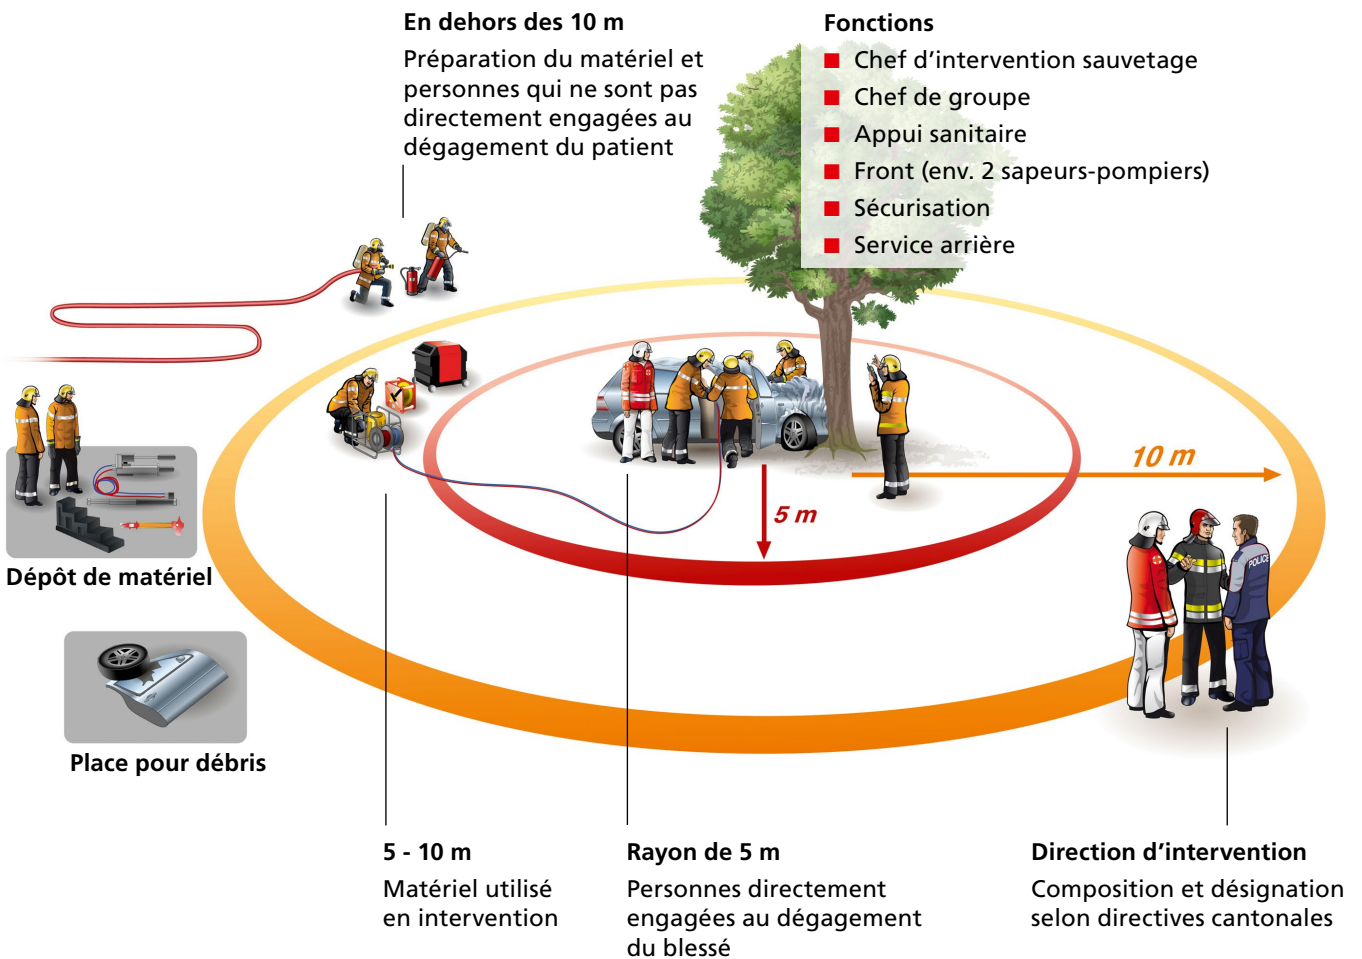 En dehors des 10 m
Préparation du matériel et
personnes qui ne sont pas
directement engagées au
dégagement du patient
Fonctions
Chef d’intervention sauvetage
Chef de groupe
Appui sanitaire
Front (env. 2 sapeurs-pompiers)
Sécurisation
Service arrière
10 m
5 m
POLICE
Dépôt de matériel
Place pour débris
5 - 10 m
Matériel utilisé
en intervention
Rayon de 5 m
Personnes directement
engagées au dégagement
du blessé
Direction d’intervention
Composition et désignation
selon directives cantonales